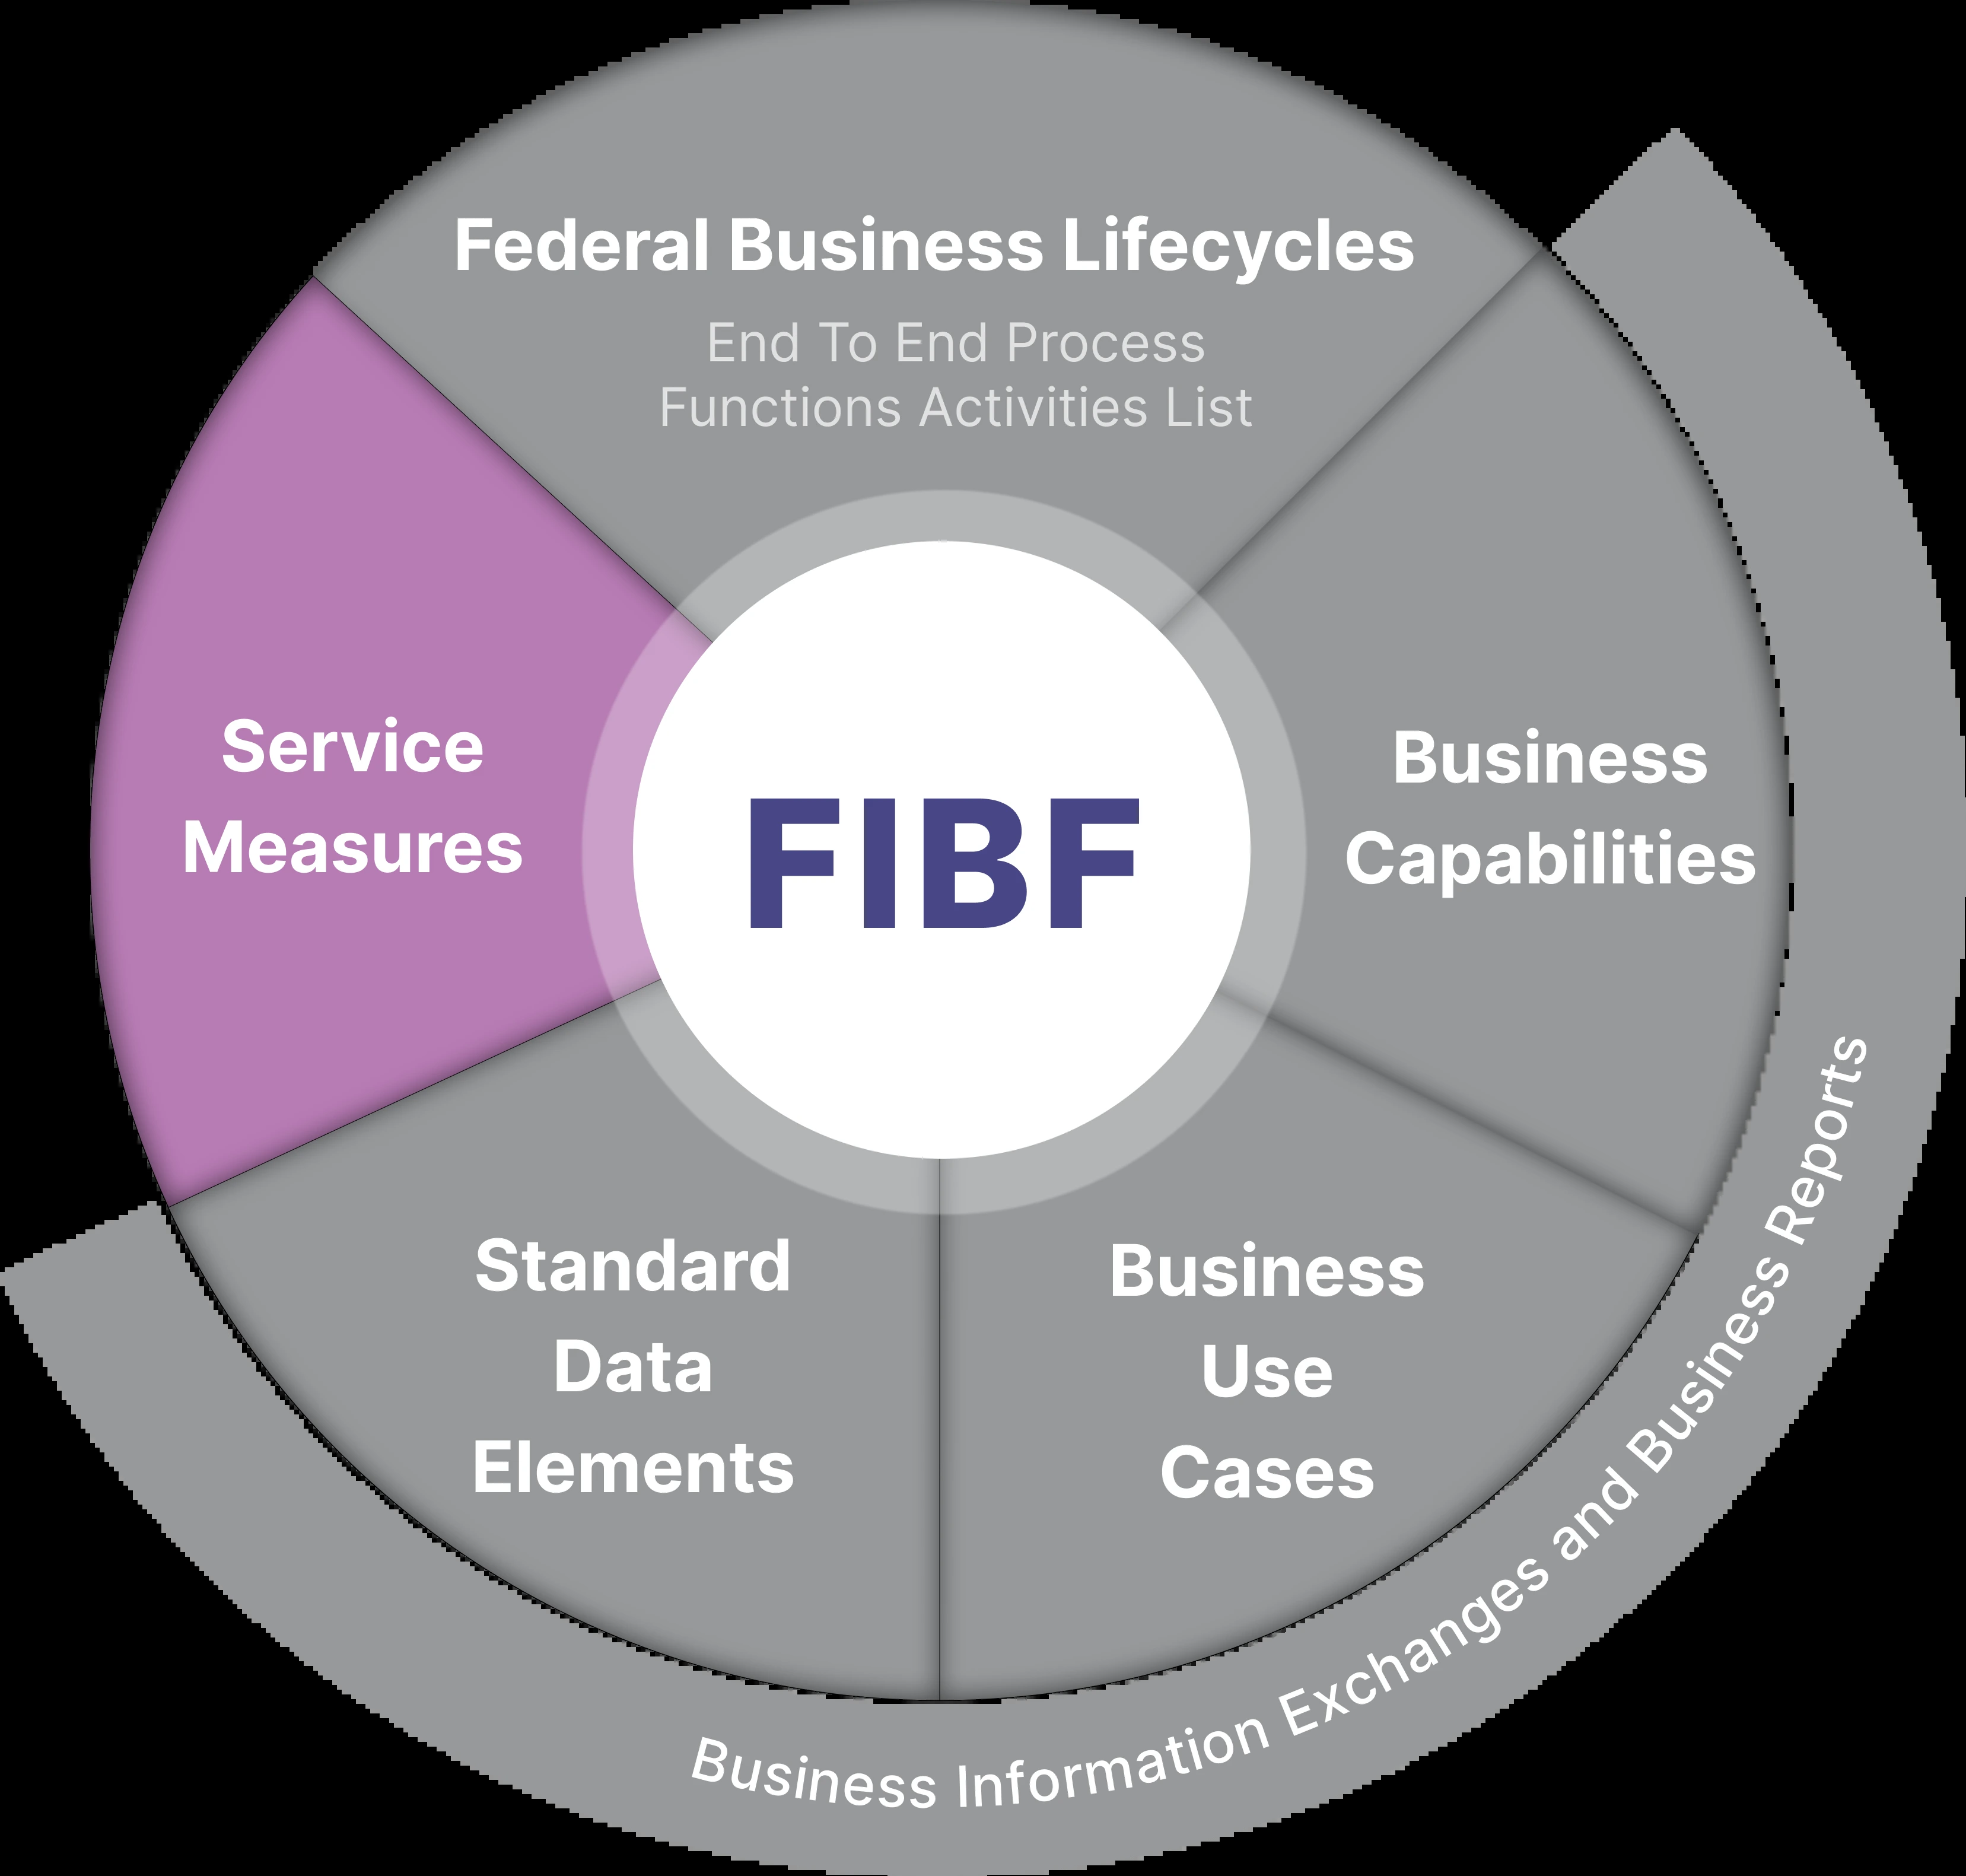 Federal Business Lifecycles
End To End Process
Functions Activities List
Service
Measures
FIBF
Business
Capabilities
Standard
Data
Elements
Business
Use
Cases
Business Information Exchanges and Business Reports